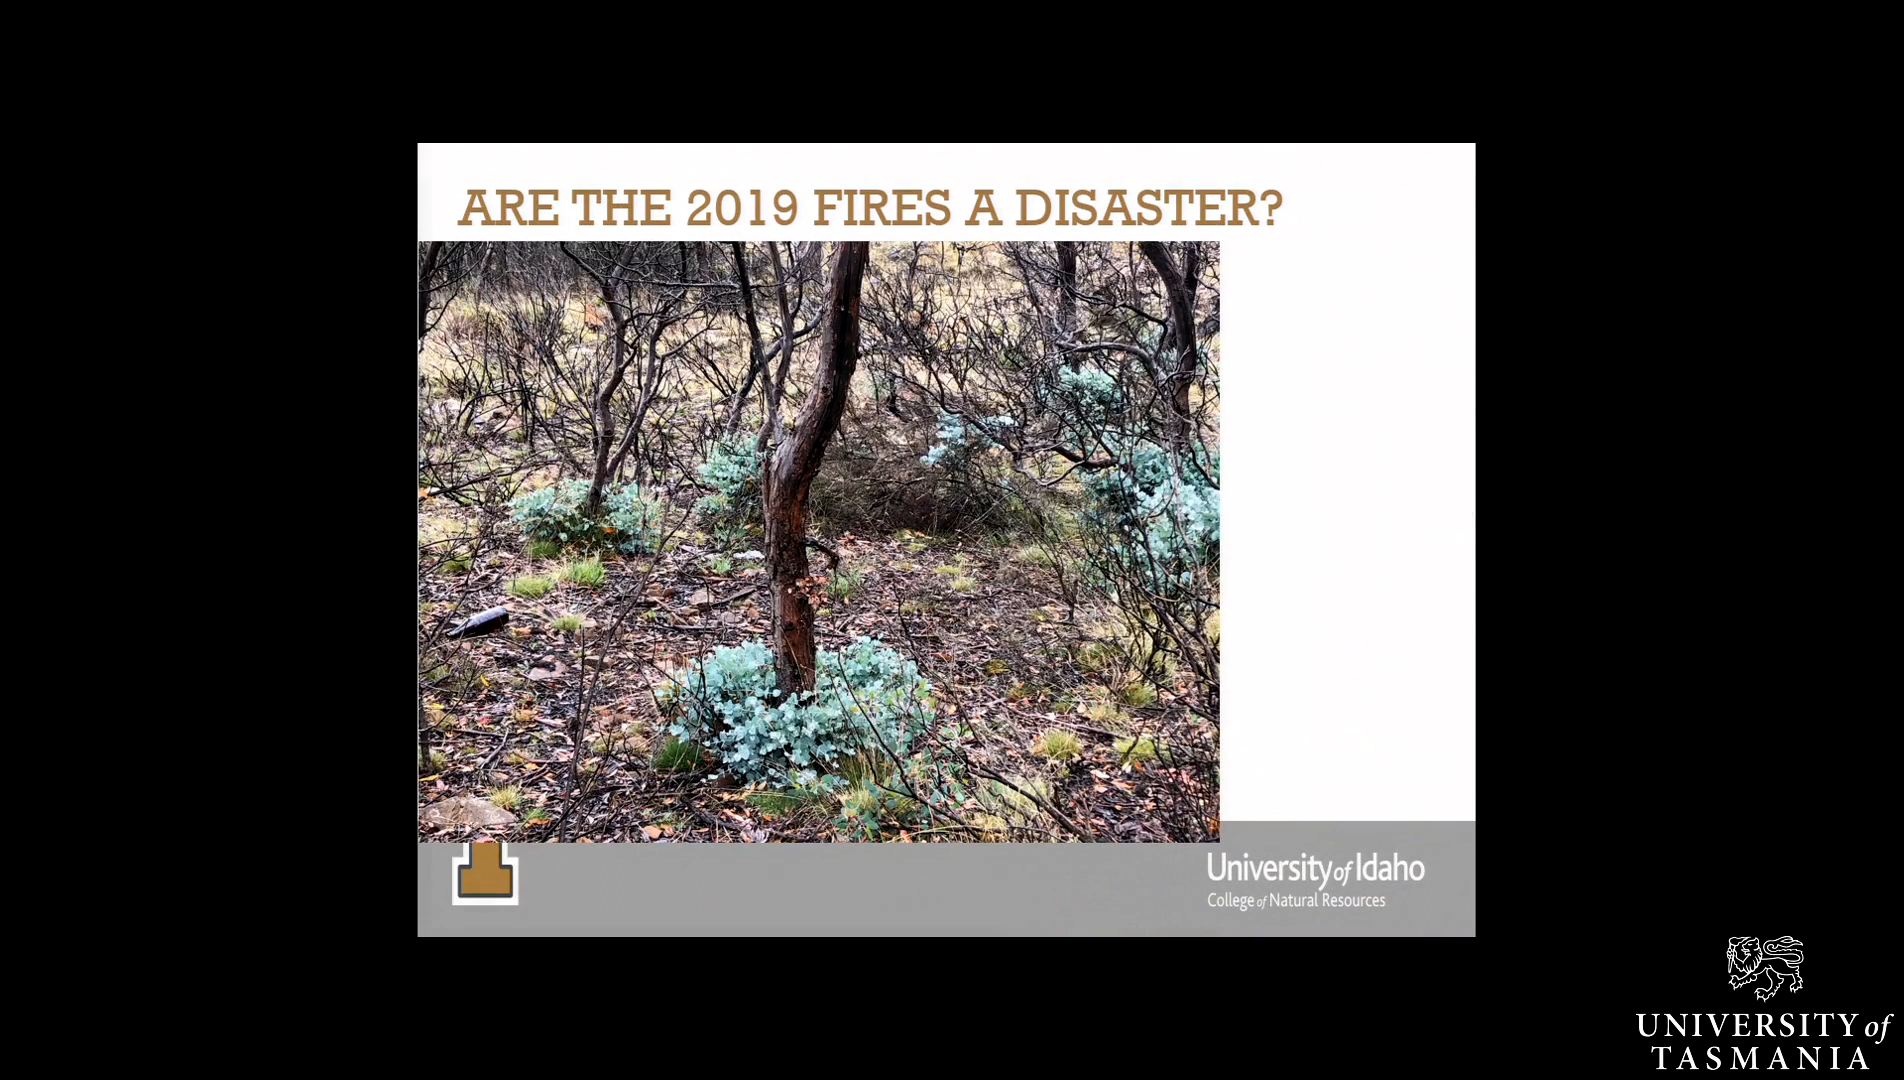 ARE THE 2019 FIRES A DISASTER?
University of Idaho
College of Natural Resources
UNIVERSITY of
TASMANIA